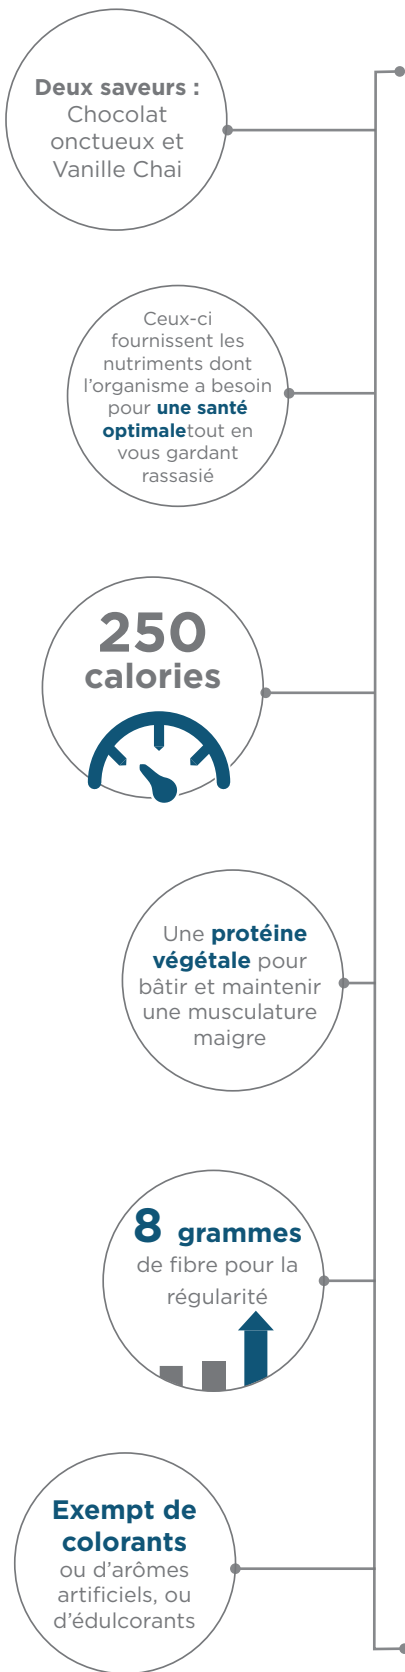 Deux saveurs :
Chocolat
onctueux et
Vanille Chai
Ceux-ci
fournissent les
nutriments dont
l'organisme a besoin
pour une santé
optimaletout en
vous gardant
rassasié
250
calories
Une protéine
végétale pour
bâtir et maintenir
une musculature
maigre
8 grammes
de fibre pour la
régularité
Exempt de
colorants
ou d'arômes
artificiels, ou
d'édulcorants